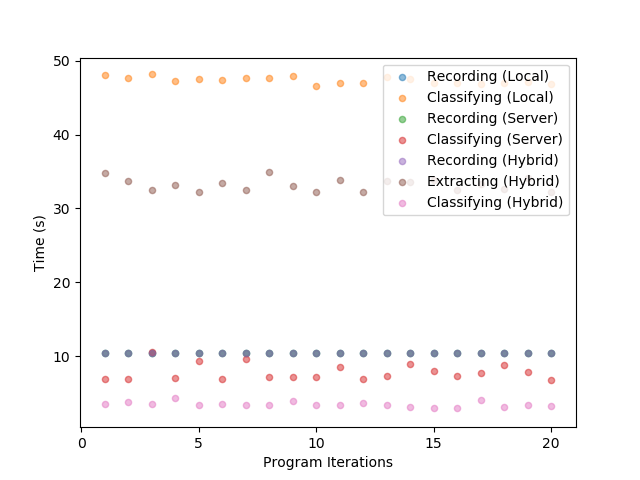 50
40
30
20
10
0
5
10
15
20
Time (s)
Program Iterations
Recording (Local)
Classifying (Local)
Recording (Server)
Classifying (Server)
Recording (Hybrid)
Extracting (Hybrid)
Classifying (Hybrid)